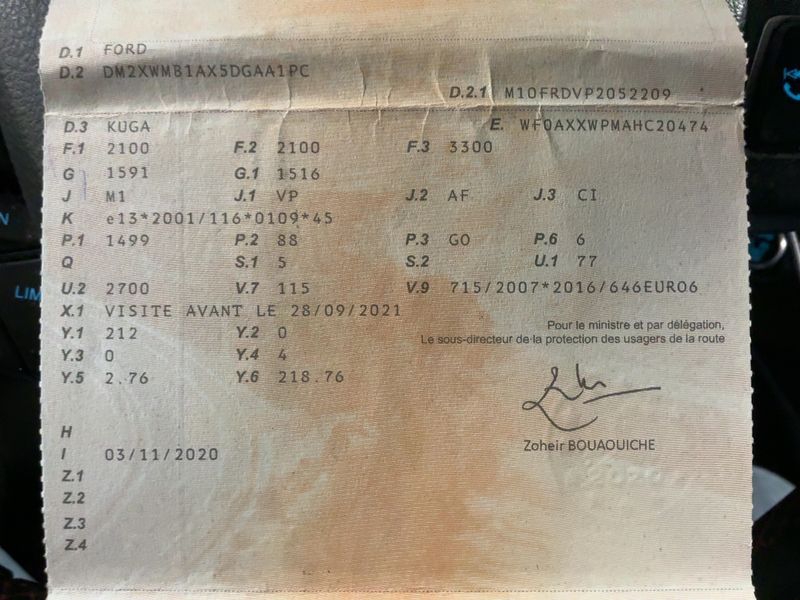 D.1 FORD
D.2 DM2XWMB1AX5DGAA1PC
D.2.1 M10FRDVP2052209
D.3 KUGA E. WF0AXXWPMAHC20474
F.1 2100 F.2 2100 F.3 3300
G 1591 G.1 1516
J M1 J.1 VP J.2 AF J.3 CI
K e13*2001/116*0109*45
P.1 1499 P.2 88 P.3 GO P.6 6
Q S.1 5 S.2 U.1 77
U.2 2700 V.7 115 V.9 715/2007*2016/646EURO6
X.1 VISITE AVANT LE 28/09/2021
Y.1 212 Y.2 0
Pour le ministre et par délégation,
Le sous-directeur de la protection des usagers de la route
Y.3 0 Y.4 4
Y.5 2.76 Y.6 218.76
H
Zoheir BOUAOUICHE
I 03/11/2020
Z.1
Z.2
Z.3
Z.4
LIM
N